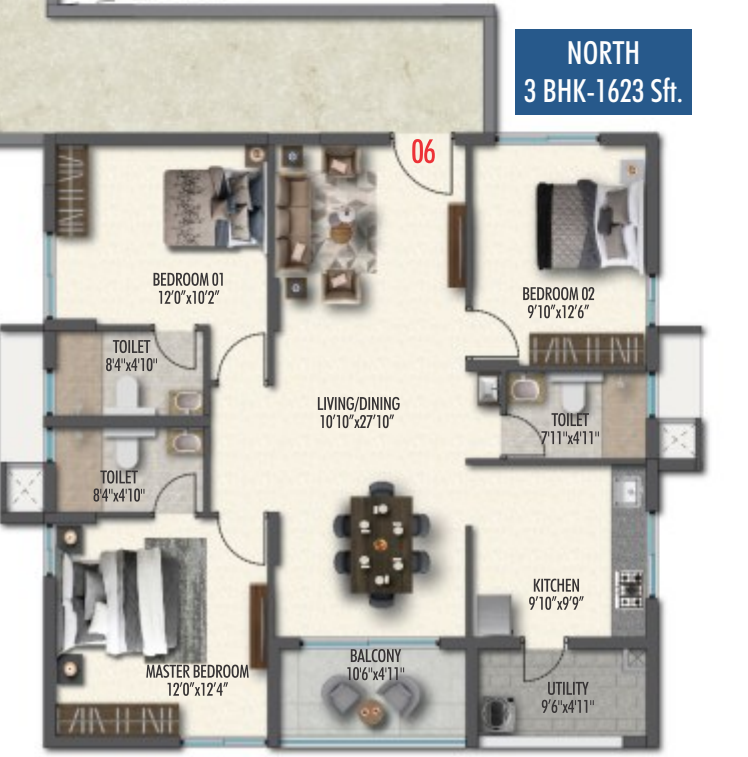 NORTH
3 BHK-1623 Sft.
06
BEDROOM 01
12'0"x10'2"
BEDROOM 02
9'10"x12'6"
TOILET
8'4"x4'10"
LIVING/DINING
10'10"x27'10"
TOILET
7'11"x4'11"
TOILET
8'4"x4'10"
KITCHEN
9'10"x9'9"
MASTER BEDROOM
12'0"x12'4"
BALCONY
10'6"x4'11"
UTILITY
9'6"x4'11"